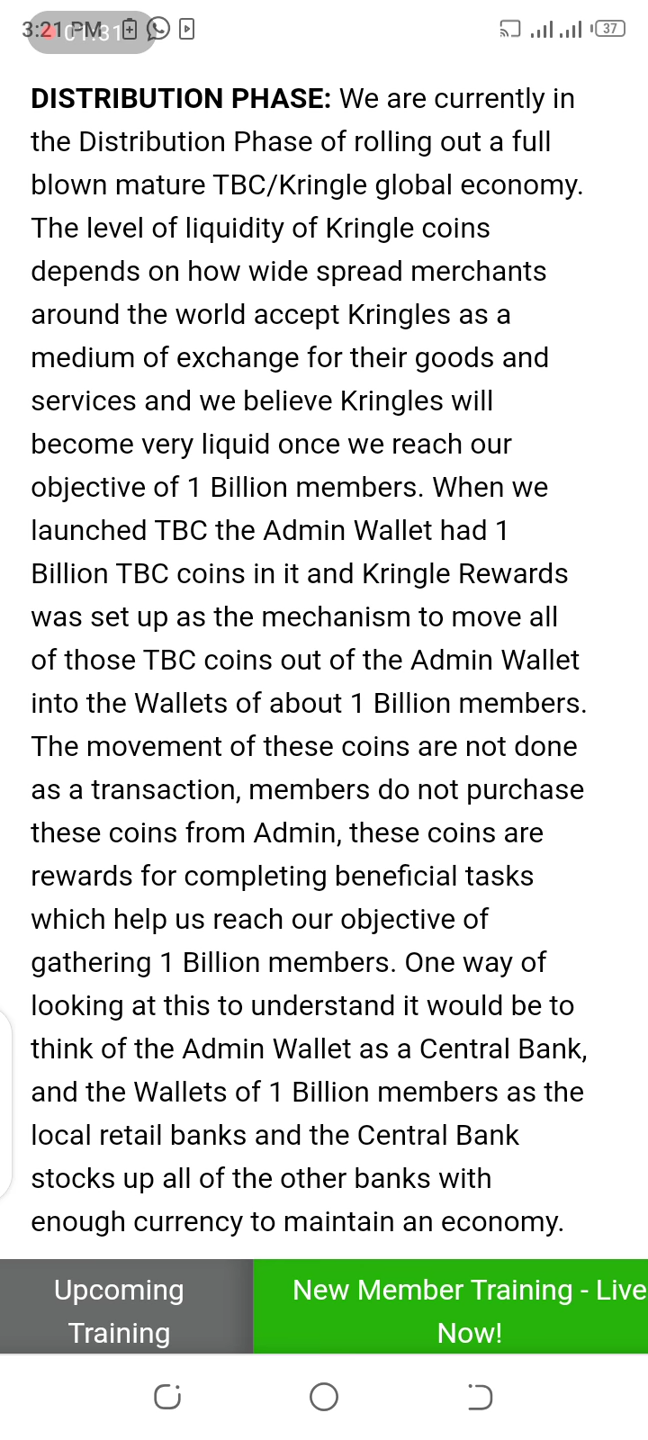 3:21 PM 01:31 37
DISTRIBUTION PHASE: We are currently in
the Distribution Phase of rolling out a full
blown mature TBC/Kringle global economy.
The level of liquidity of Kringle coins
depends on how wide spread merchants
around the world accept Kringles as a
medium of exchange for their goods and
services and we believe Kringles will
become very liquid once we reach our
objective of 1 Billion members. When we
launched TBC the Admin Wallet had 1
Billion TBC coins in it and Kringle Rewards
was set up as the mechanism to move all
of those TBC coins out of the Admin Wallet
into the Wallets of about 1 Billion members.
The movement of these coins are not done
as a transaction, members do not purchase
these coins from Admin, these coins are
rewards for completing beneficial tasks
which help us reach our objective of
gathering 1 Billion members. One way of
looking at this to understand it would be to
think of the Admin Wallet as a Central Bank,
and the Wallets of 1 Billion members as the
local retail banks and the Central Bank
stocks up all of the other banks with
enough currency to maintain an economy.
Upcoming
Training
New Member Training - Live
Now!